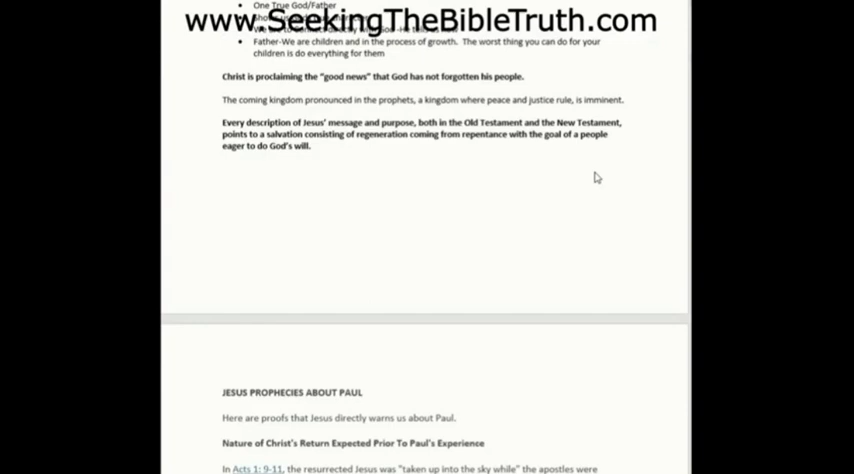 One True God/Father
www.SeekingTheBibleTruth.com
Father-We are children and in the process of growth. The worst thing you can do for your
children is do everything for them
Christ is proclaiming the "good news" that God has not forgotten his people.
The coming kingdom pronounced in the prophets, a kingdom where peace and justice rule, is imminent.
Every description of Jesus' message and purpose, both in the Old Testament and the New Testament,
points to a salvation consisting of regeneration coming from repentance with the goal of a people
eager to do God's will.
JESUS PROPHECIES ABOUT PAUL
Here are proofs that Jesus directly warns us about Paul.
Nature of Christ's Return Expected Prior To Paul's Experience
In Acts 1: 9-11, the resurrected Jesus was "taken up into the sky while" the apostles were